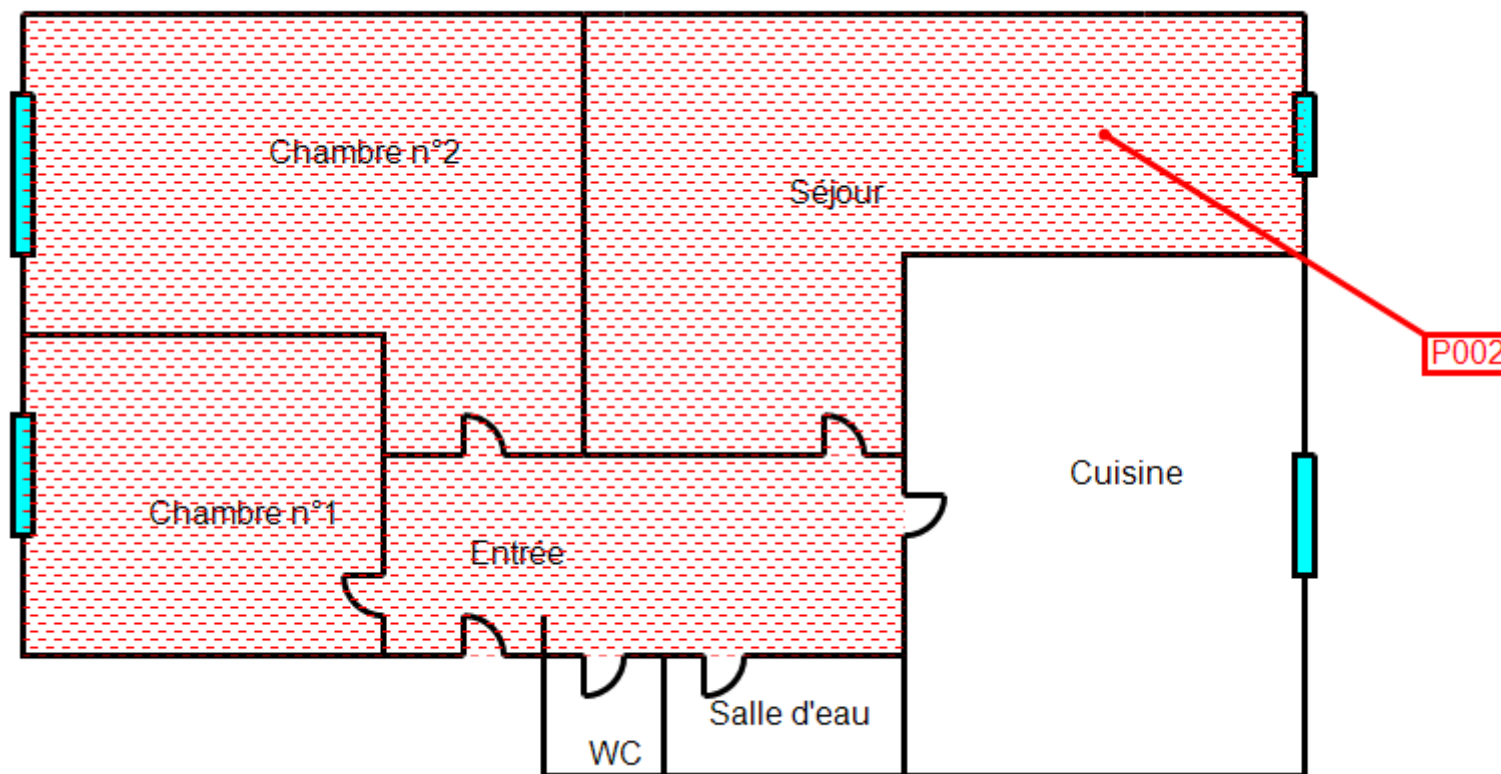 Chambre n°2
Séjour
P002
Cuisine
Chambre n°1
Entrée
Salle d'eau
WC